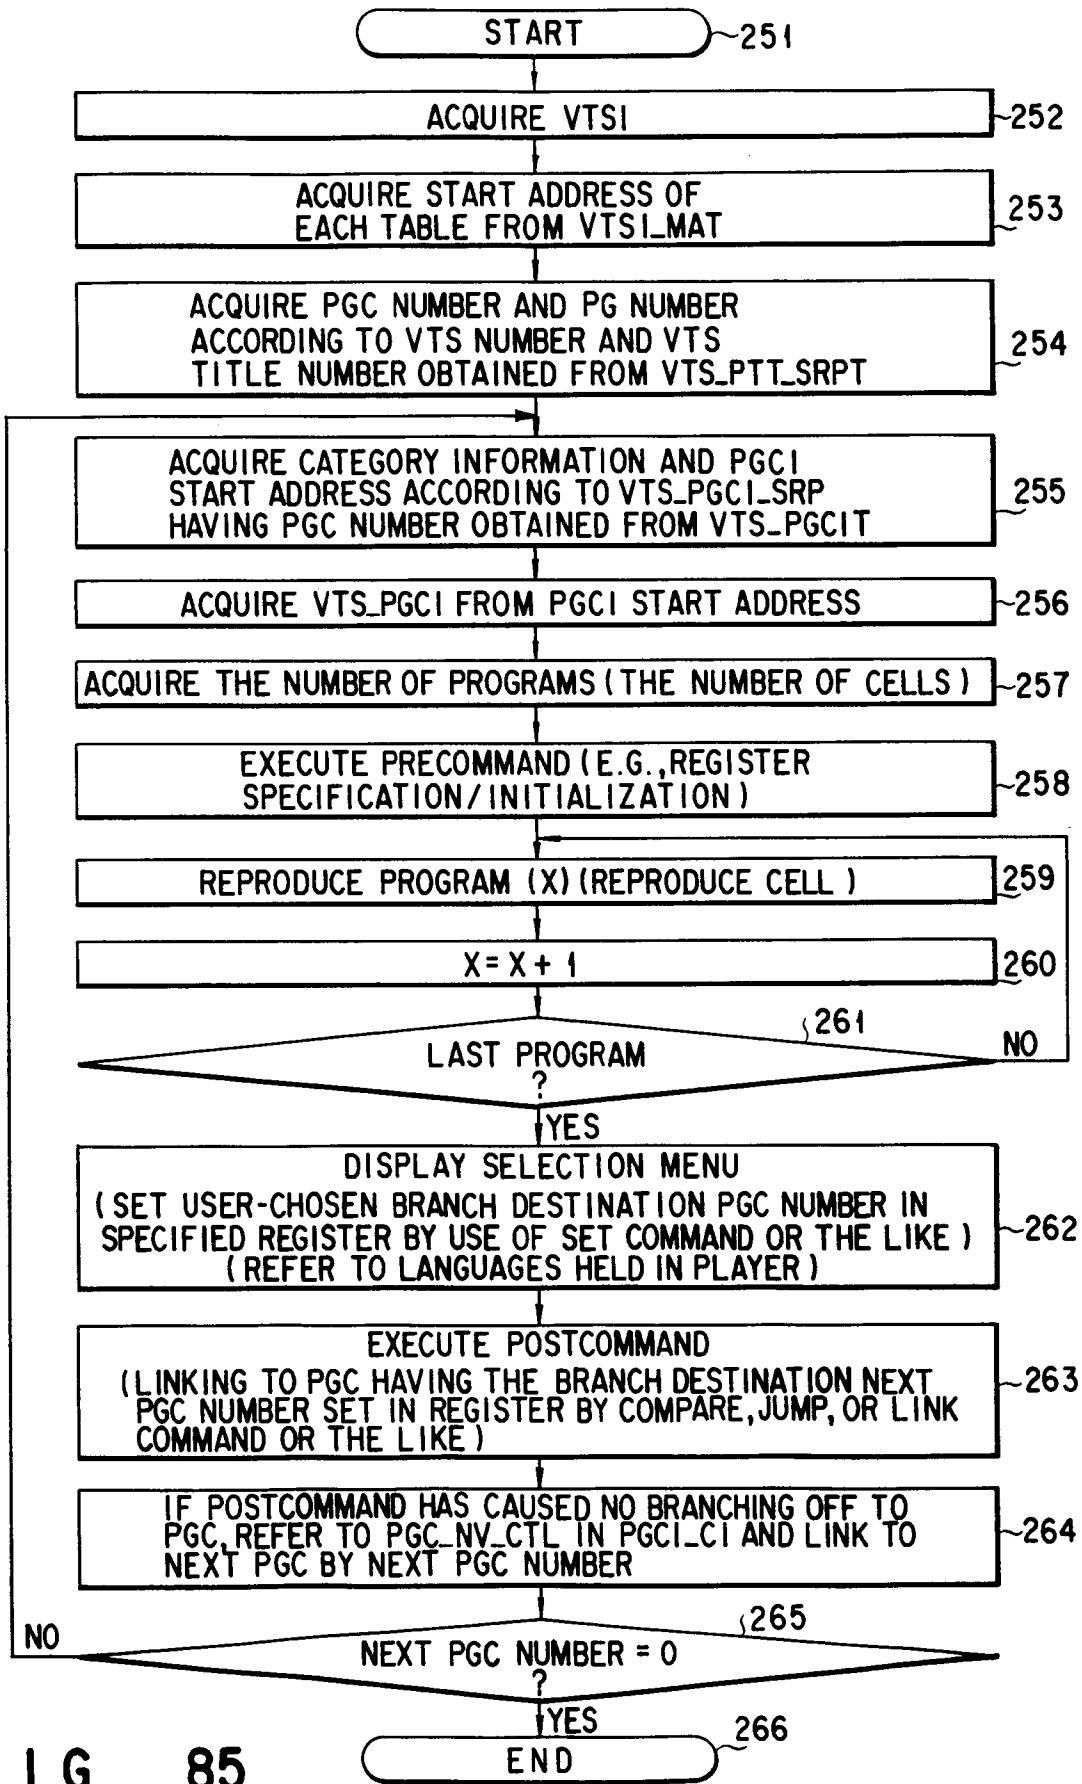 START
251
ACQUIRE VTSI
252
ACQUIRE START ADDRESS OF
EACH TABLE FROM VTSI_MAT
253
ACQUIRE PGC NUMBER AND PG NUMBER
ACCORDING TO VTS NUMBER AND VTS
TITLE NUMBER OBTAINED FROM VTS_PTT_SRPT
254
ACQUIRE CATEGORY INFORMATION AND PGCI
START ADDRESS ACCORDING TO VTS_PGCI_SRP
HAVING PGC NUMBER OBTAINED FROM VTS_PGCIT
255
ACQUIRE VTS_PGCI FROM PGCI START ADDRESS
256
ACQUIRE THE NUMBER OF PROGRAMS (THE NUMBER OF CELLS)
257
EXECUTE PRECOMMAND (E.G.,REGISTER
SPECIFICATION/INITIALIZATION)
258
REPRODUCE PROGRAM (X) (REPRODUCE CELL)
259
X = X + 1
260
261
LAST PROGRAM
?
NO
YES
DISPLAY SELECTION MENU
(SET USER-CHOSEN BRANCH DESTINATION PGC NUMBER IN
SPECIFIED REGISTER BY USE OF SET COMMAND OR THE LIKE)
(REFER TO LANGUAGES HELD IN PLAYER)
262
EXECUTE POSTCOMMAND
(LINKING TO PGC HAVING THE BRANCH DESTINATION NEXT
PGC NUMBER SET IN REGISTER BY COMPARE, JUMP, OR LINK
COMMAND OR THE LIKE)
263
IF POSTCOMMAND HAS CAUSED NO BRANCHING OFF TO
PGC, REFER TO PGC_NV_CTL IN PGCI_CI AND LINK TO
NEXT PGC BY NEXT PGC NUMBER
264
265
NO
NEXT PGC NUMBER = 0
?
YES
END
266
IG 85